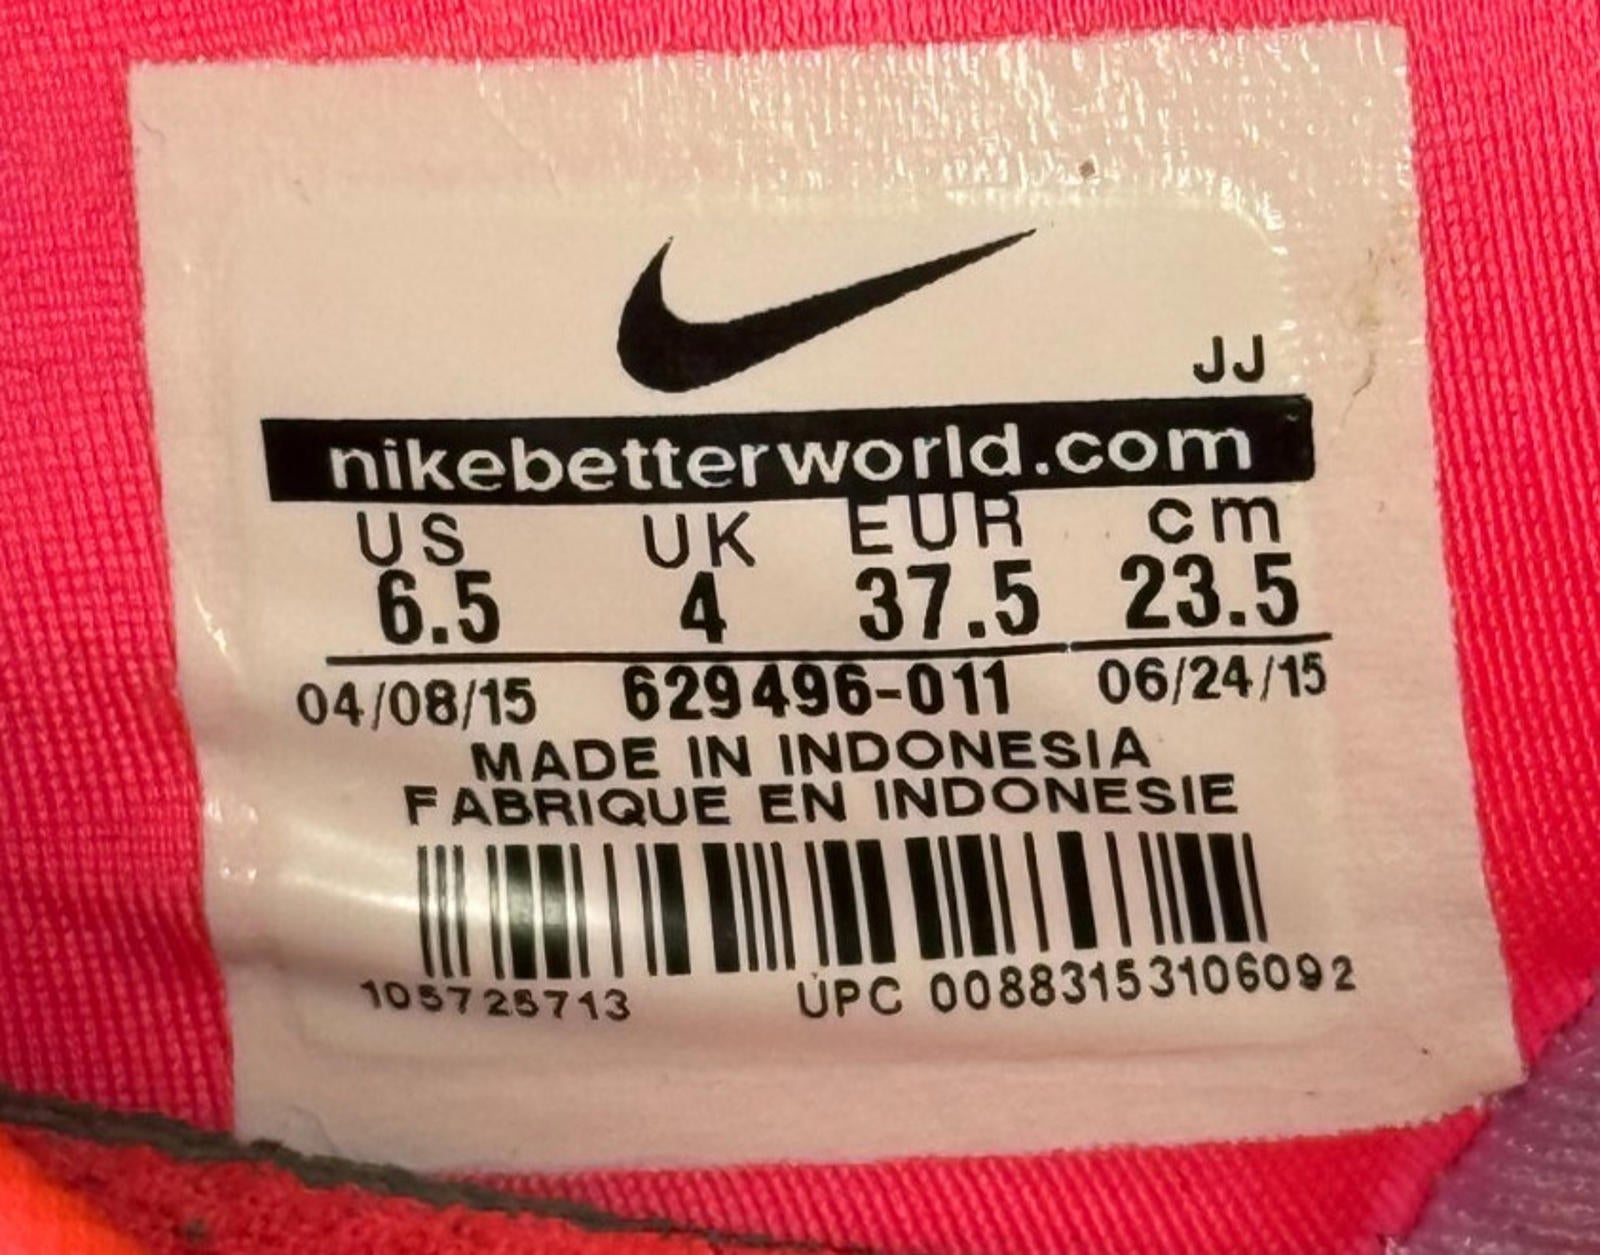 JJ
nikebetterworld.com
US UK EUR cm
6.5 4 37.5 23.5
04/08/15 629496-011 06/24/15
MADE IN INDONESIA
FABRIQUE EN INDONESIE
105725713 UPC 00883153106092